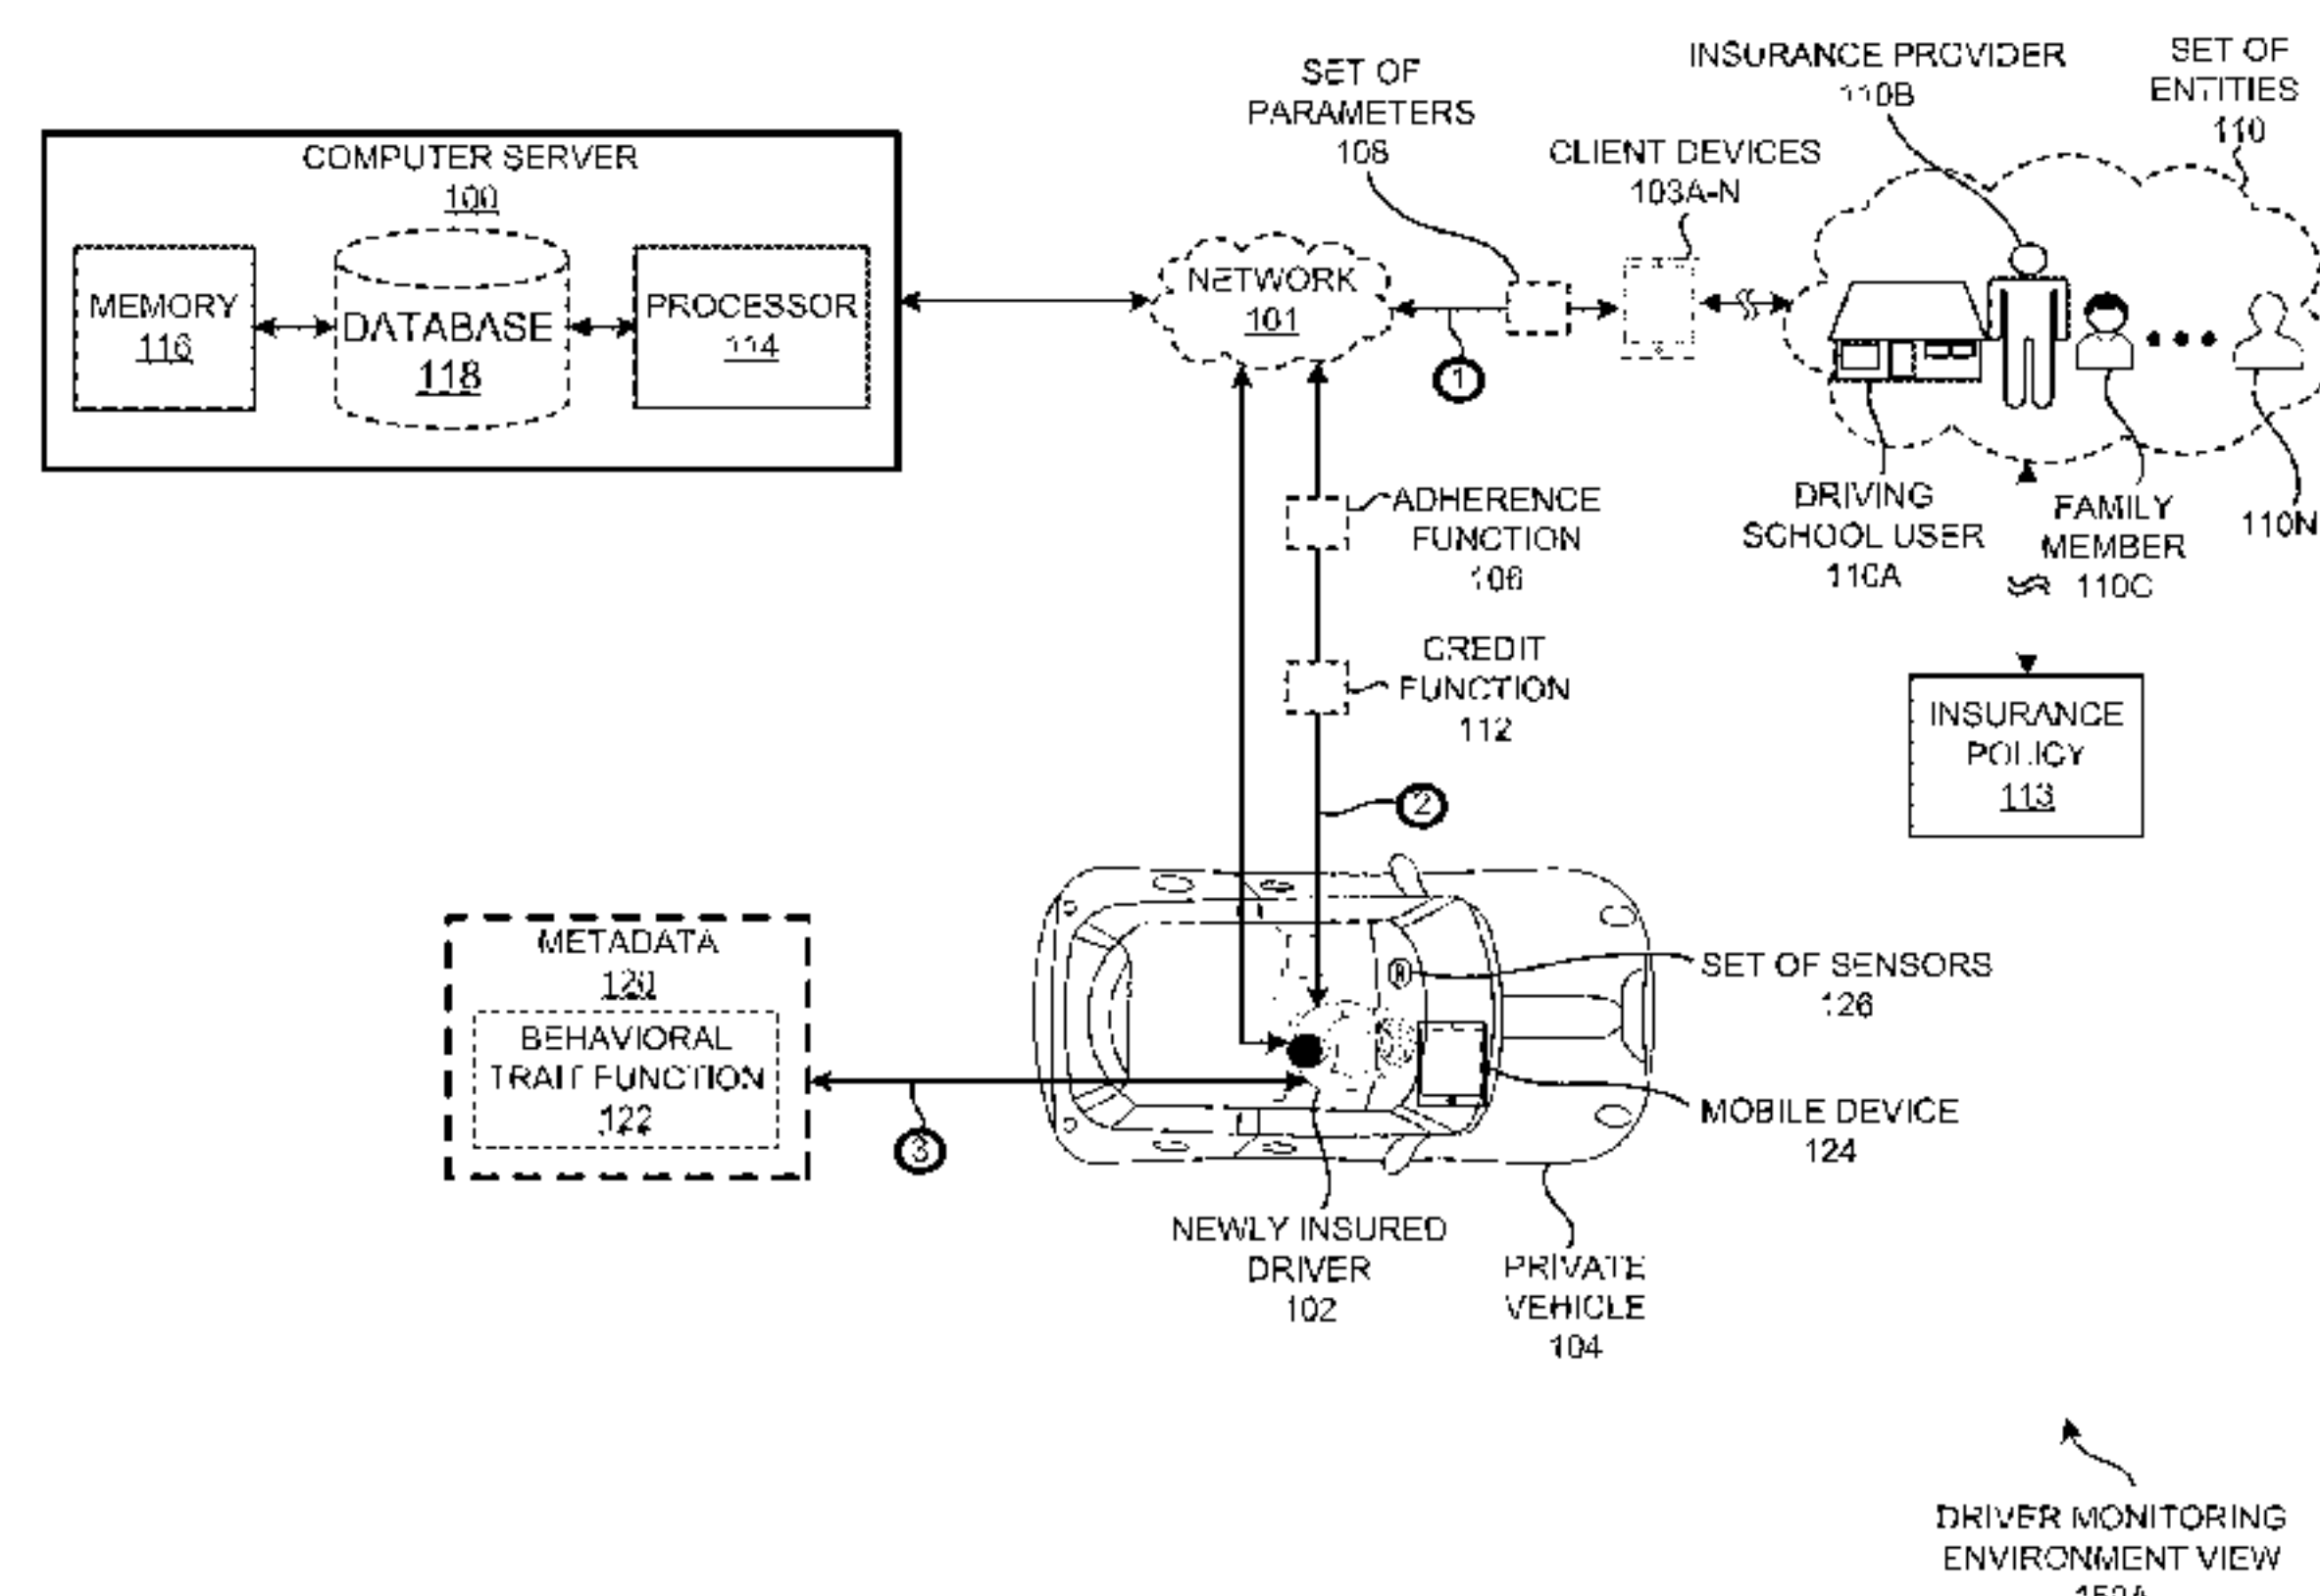 COMPUTER SERVER
100
MEMORY
116
DATABASE
118
PROCESSOR
114
NETWORK
101
SET OF
PARAMETERS
108
1
CLIENT DEVICES
103A-N
INSURANCE PROVIDER
110B
SET OF
ENTITIES
110
DRIVING
SCHOOL USER
110A
FAMILY
MEMBER
110C
110N
ADHERENCE
FUNCTION
106
CREDIT
FUNCTION
112
2
INSURANCE
POLICY
113
METADATA
120
BEHAVIORAL
TRAIT FUNCTION
122
3
SET OF SENSORS
126
MOBILE DEVICE
124
NEWLY INSURED
DRIVER
102
PRIVATE
VEHICLE
104
DRIVER MONITORING
ENVIRONMENT VIEW